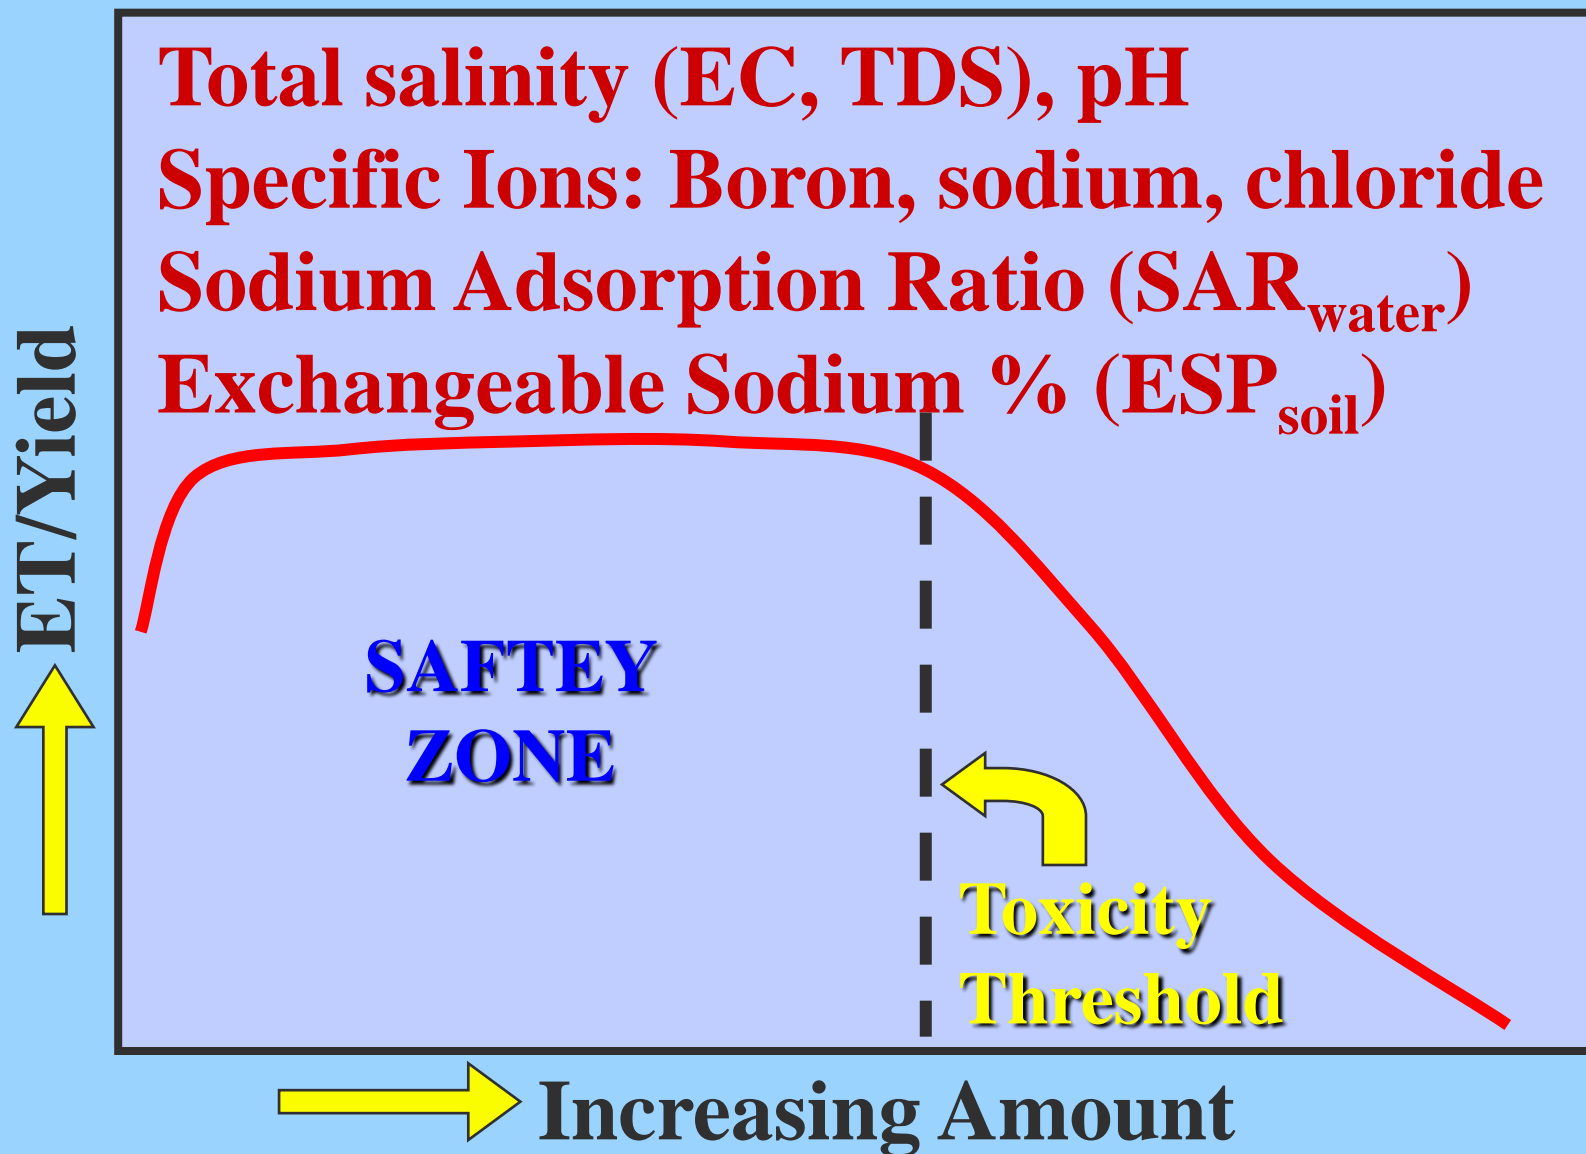 Total salinity (EC, TDS), pH
Specific Ions: Boron, sodium, chloride
Sodium Adsorption Ratio (SARwater)
Exchangeable Sodium % (ESPsoil)
ET/Yield
SAFTEY
ZONE
Toxicity
Threshold
Increasing Amount